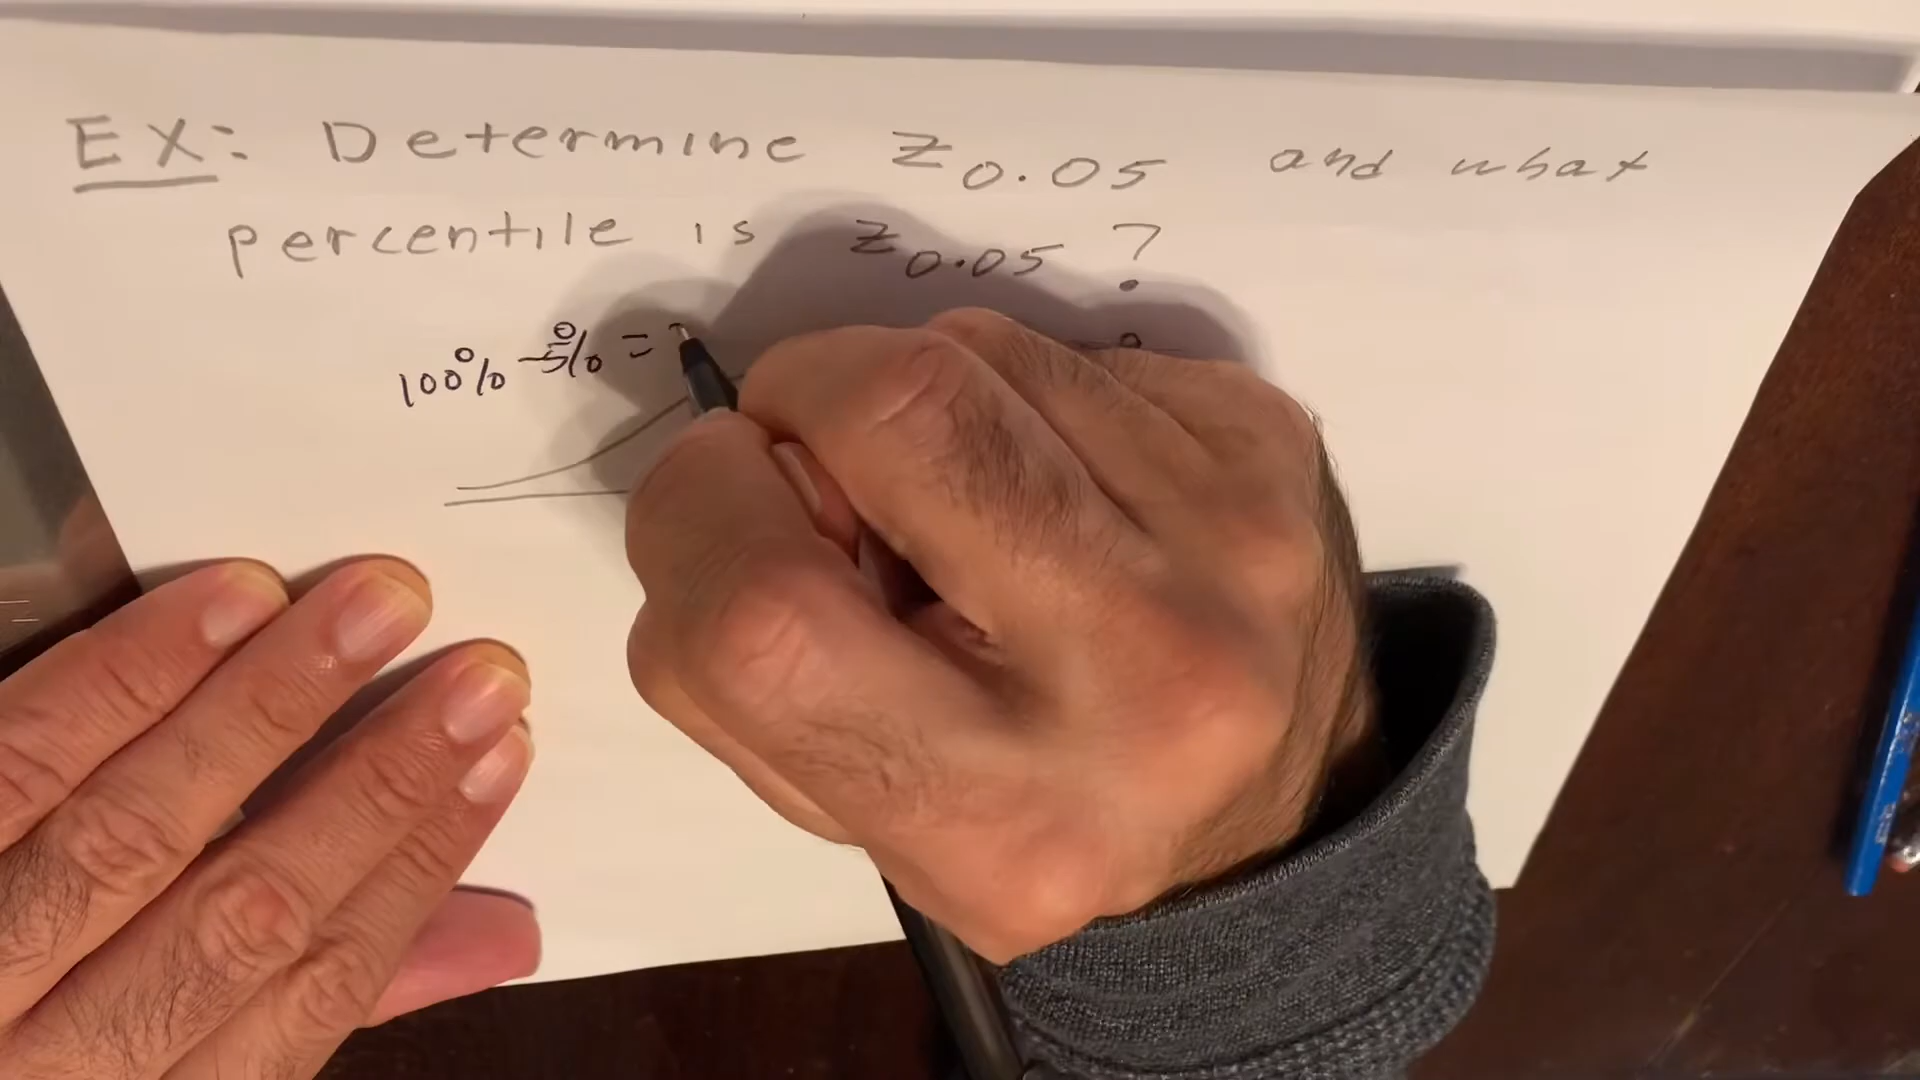 EX: Determine z0.05 and what
percentile is z0.05 ?
100% - 5% =